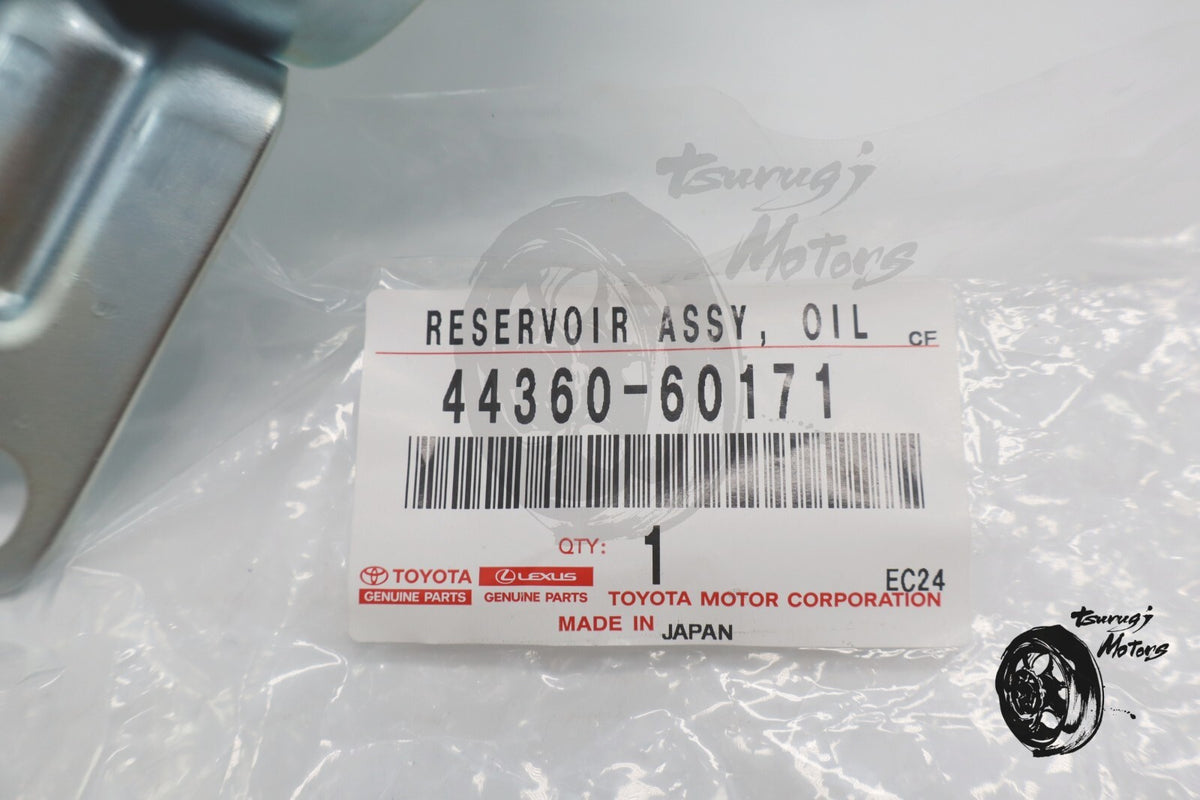 tsurugi
Motors
RESERVOIR ASSY, OIL CF
44360-60171
QTY: 1
TOYOTA LEXUS
GENUINE PARTS GENUINE PARTS
EC24
TOYOTA MOTOR CORPORATION
MADE IN JAPAN
tsurugi
Motors